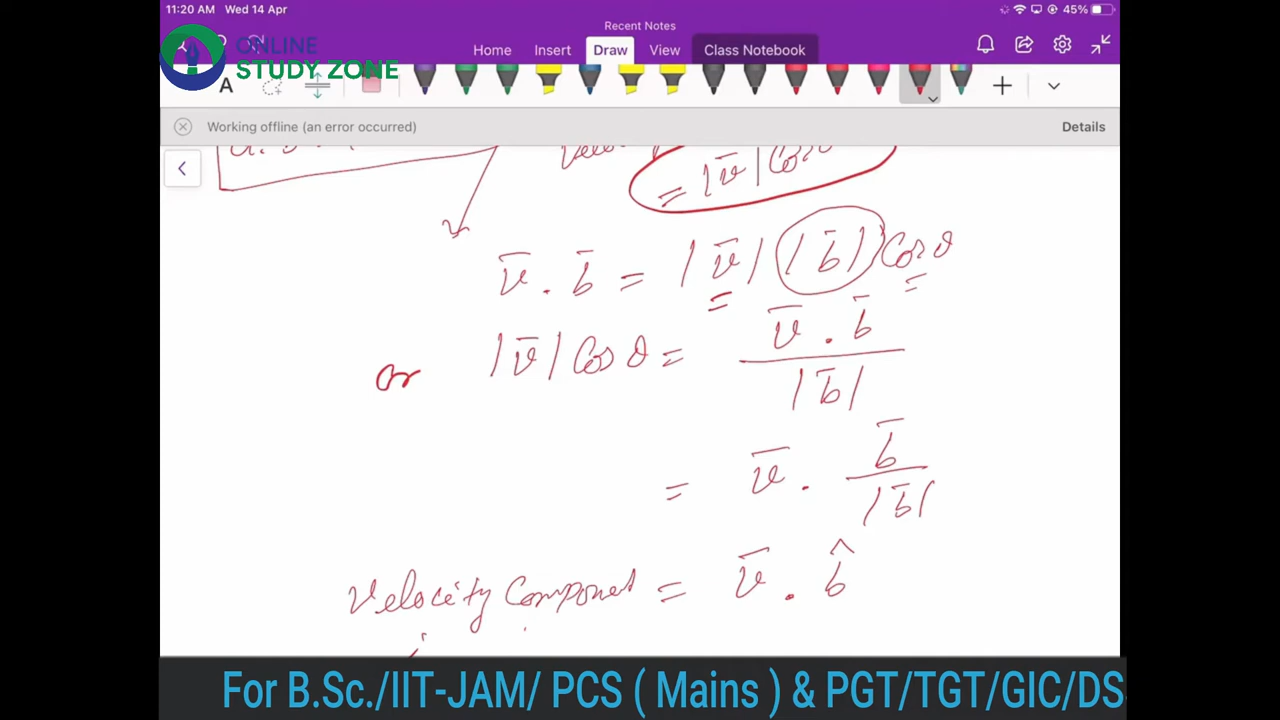 11:20 AM Wed 14 Apr
45%
Recent Notes
ONLINE
STUDY ZONE
Home Insert Draw View Class Notebook
A
Working offline (an error occurred) Details
= |v̄| Cosθ
v̄ . b̄ = |v̄| |b̄| Cosθ
or |v̄| Cosθ = v̄ . b̄ / |b̄|
= v̄ . b̄ / |b̄|
Velocity Componet = v̄ . b̂
For B.Sc./IIT-JAM/ PCS ( Mains ) & PGT/TGT/GIC/DS